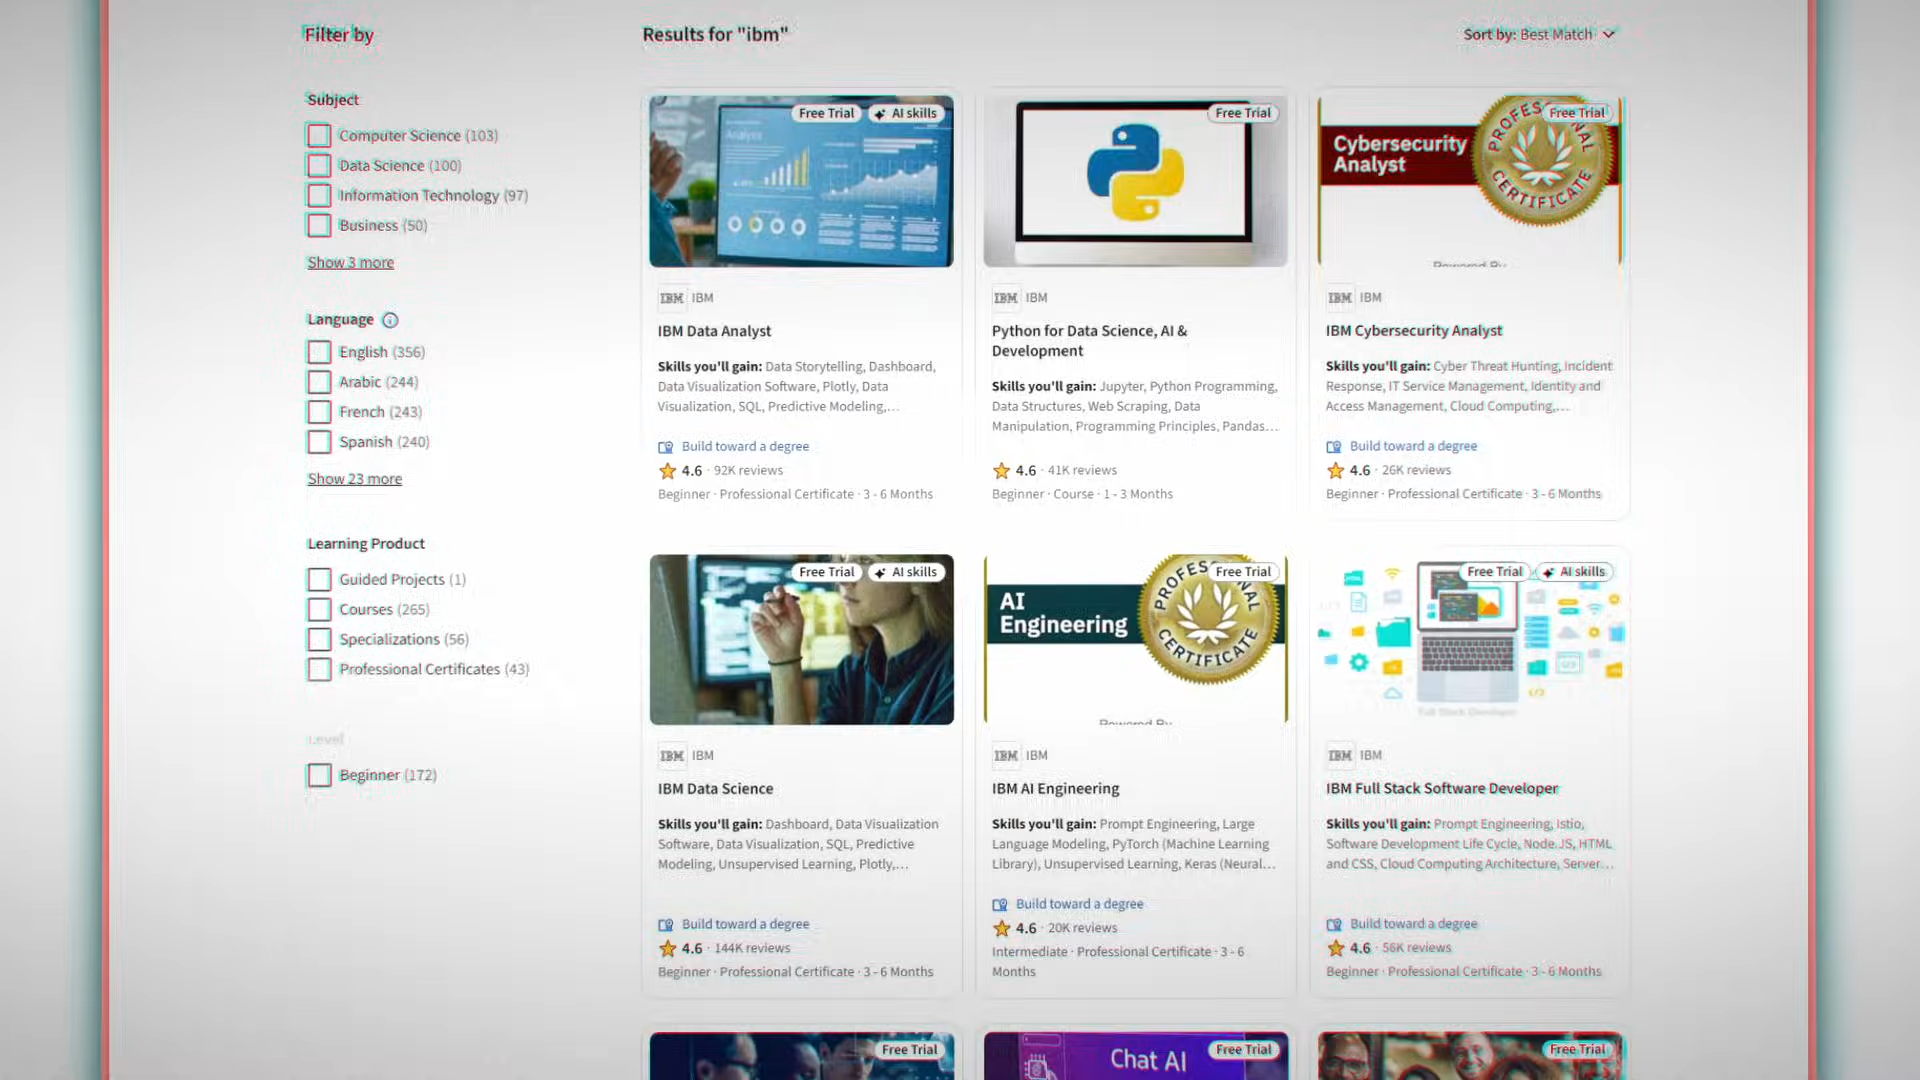 Filter by
Results for "ibm"
Sort by: Best Match
Subject
Computer Science (103)
Data Science (100)
Information Technology (97)
Business (50)
Show 3 more
Language
English (356)
Arabic (244)
French (243)
Spanish (240)
Show 23 more
Learning Product
Guided Projects (1)
Courses (265)
Specializations (56)
Professional Certificates (43)
Level
Beginner (172)
Free Trial
AI skills
IBM IBM
IBM Data Analyst
Skills you'll gain: Data Storytelling, Dashboard,
Data Visualization Software, Plotly, Data
Visualization, SQL, Predictive Modeling,…
Build toward a degree
4.6 · 92K reviews
Beginner · Professional Certificate · 3 - 6 Months
Free Trial
IBM IBM
Python for Data Science, AI &
Development
Skills you'll gain: Jupyter, Python Programming,
Data Structures, Web Scraping, Data
Manipulation, Programming Principles, Pandas…
4.6 · 41K reviews
Beginner · Course · 1 - 3 Months
Free Trial
Cybersecurity
Analyst
PROFESSIONAL
CERTIFICATE
Powered By
IBM IBM
IBM Cybersecurity Analyst
Skills you'll gain: Cyber Threat Hunting, Incident
Response, IT Service Management, Identity and
Access Management, Cloud Computing,…
Build toward a degree
4.6 · 26K reviews
Beginner · Professional Certificate · 3 - 6 Months
Free Trial
AI skills
IBM IBM
IBM Data Science
Skills you'll gain: Dashboard, Data Visualization
Software, Data Visualization, SQL, Predictive
Modeling, Unsupervised Learning, Plotly,…
Build toward a degree
4.6 · 144K reviews
Beginner · Professional Certificate · 3 - 6 Months
Free Trial
AI
Engineering
PROFESSIONAL
CERTIFICATE
Powered By
IBM IBM
IBM AI Engineering
Skills you'll gain: Prompt Engineering, Large
Language Modeling, PyTorch (Machine Learning
Library), Unsupervised Learning, Keras (Neural…
Build toward a degree
4.6 · 20K reviews
Intermediate · Professional Certificate · 3 - 6
Months
Free Trial
AI skills
Full Stack Developer
IBM IBM
IBM Full Stack Software Developer
Skills you'll gain: Prompt Engineering, Istio,
Software Development Life Cycle, Node.JS, HTML
and CSS, Cloud Computing Architecture, Server…
Build toward a degree
4.6 · 56K reviews
Beginner · Professional Certificate · 3 - 6 Months
Free Trial
Chat AI
Free Trial
Free Trial